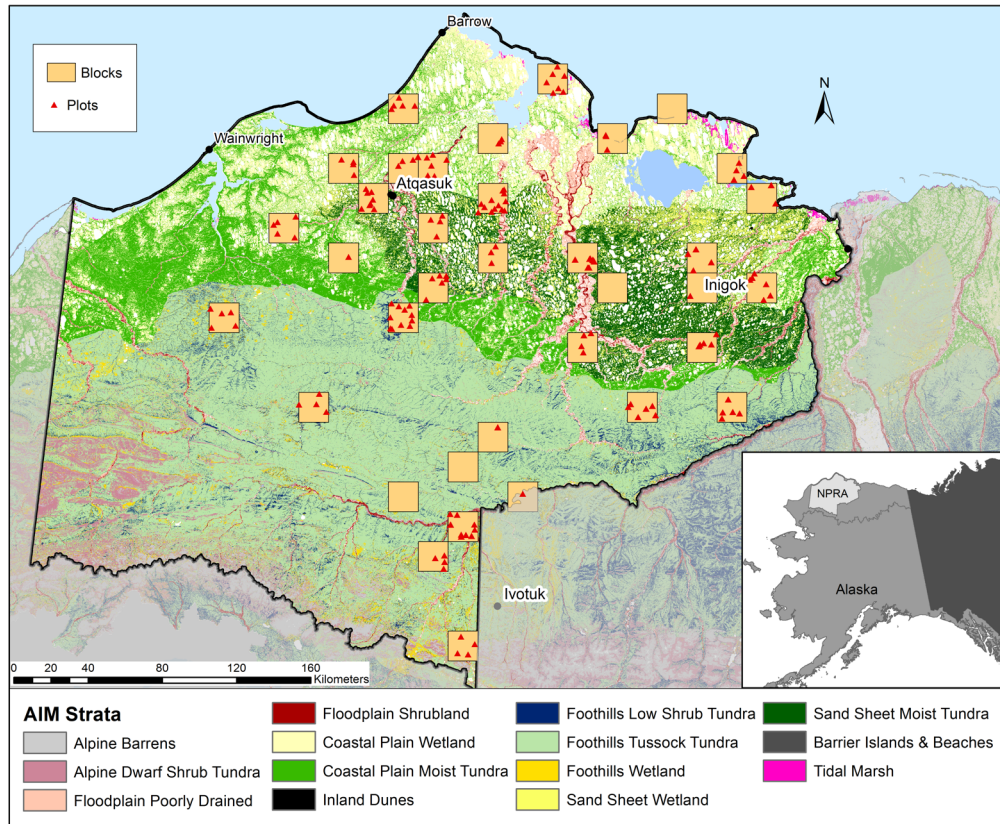 Barrow
Blocks
Plots
N
Wainwright
Atqasuk
Inigok
NPRA
Alaska
Ivotuk
0 20 40 80 120 160
Kilometers
AIM Strata
Alpine Barrens
Alpine Dwarf Shrub Tundra
Floodplain Poorly Drained
Floodplain Shrubland
Coastal Plain Wetland
Coastal Plain Moist Tundra
Inland Dunes
Foothills Low Shrub Tundra
Foothills Tussock Tundra
Foothills Wetland
Sand Sheet Wetland
Sand Sheet Moist Tundra
Barrier Islands & Beaches
Tidal Marsh